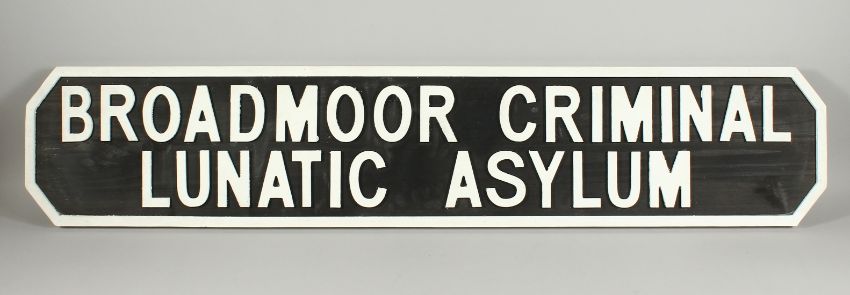 BROADMOOR CRIMINAL
LUNATIC ASYLUM